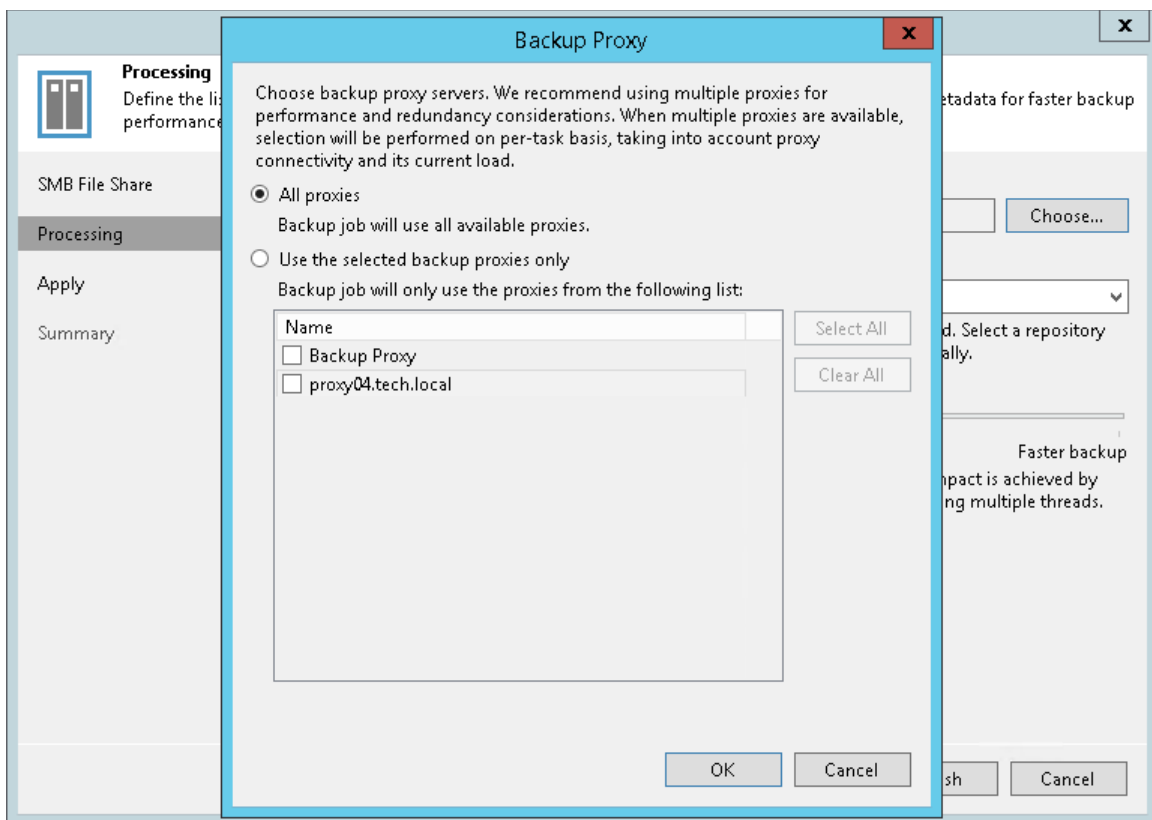 x
Backup Proxy
x
Processing
Define the lis
performance
etadata for faster backup
SMB File Share
Processing
Apply
Summary
Choose backup proxy servers. We recommend using multiple proxies for
performance and redundancy considerations. When multiple proxies are available,
selection will be performed on per-task basis, taking into account proxy
connectivity and its current load.
All proxies
Backup job will use all available proxies.
Use the selected backup proxies only
Backup job will only use the proxies from the following list:
Name
Backup Proxy
proxy04.tech.local
Select All
Clear All
OK
Cancel
Choose...
d. Select a repository
ally.
Faster backup
npact is achieved by
ng multiple threads.
sh
Cancel